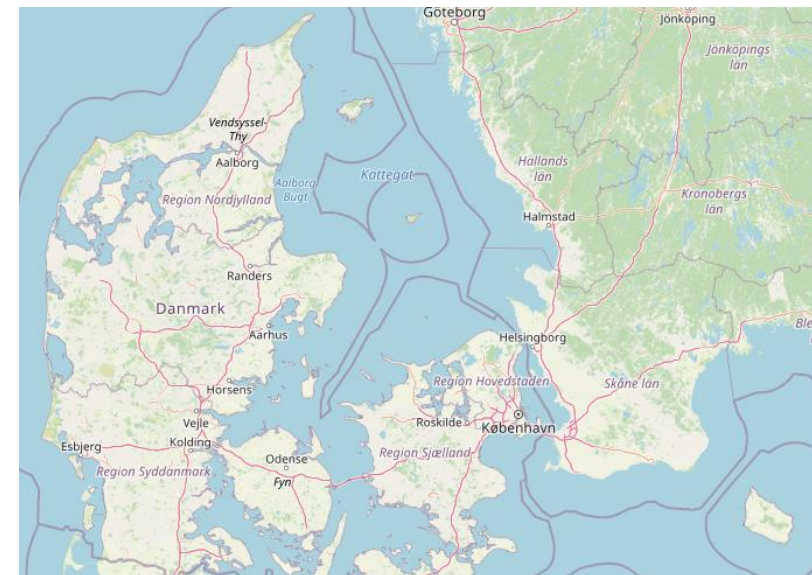 Göteborg
Jönköping
Jönköpings
län
Vendsyssel-
Thy
Aalborg
Aalborg
Bugt
Kattegat
Hallands
län
Kronobergs
län
Region Nordjylland
Halmstad
Randers
Danmark
Aarhus
Helsingborg
Ble
Region Hovedstaden
Skåne län
Horsens
Vejle
Roskilde
København
Esbjerg
Kolding
Region Sjælland
Odense
Region Syddanmark
Fyn